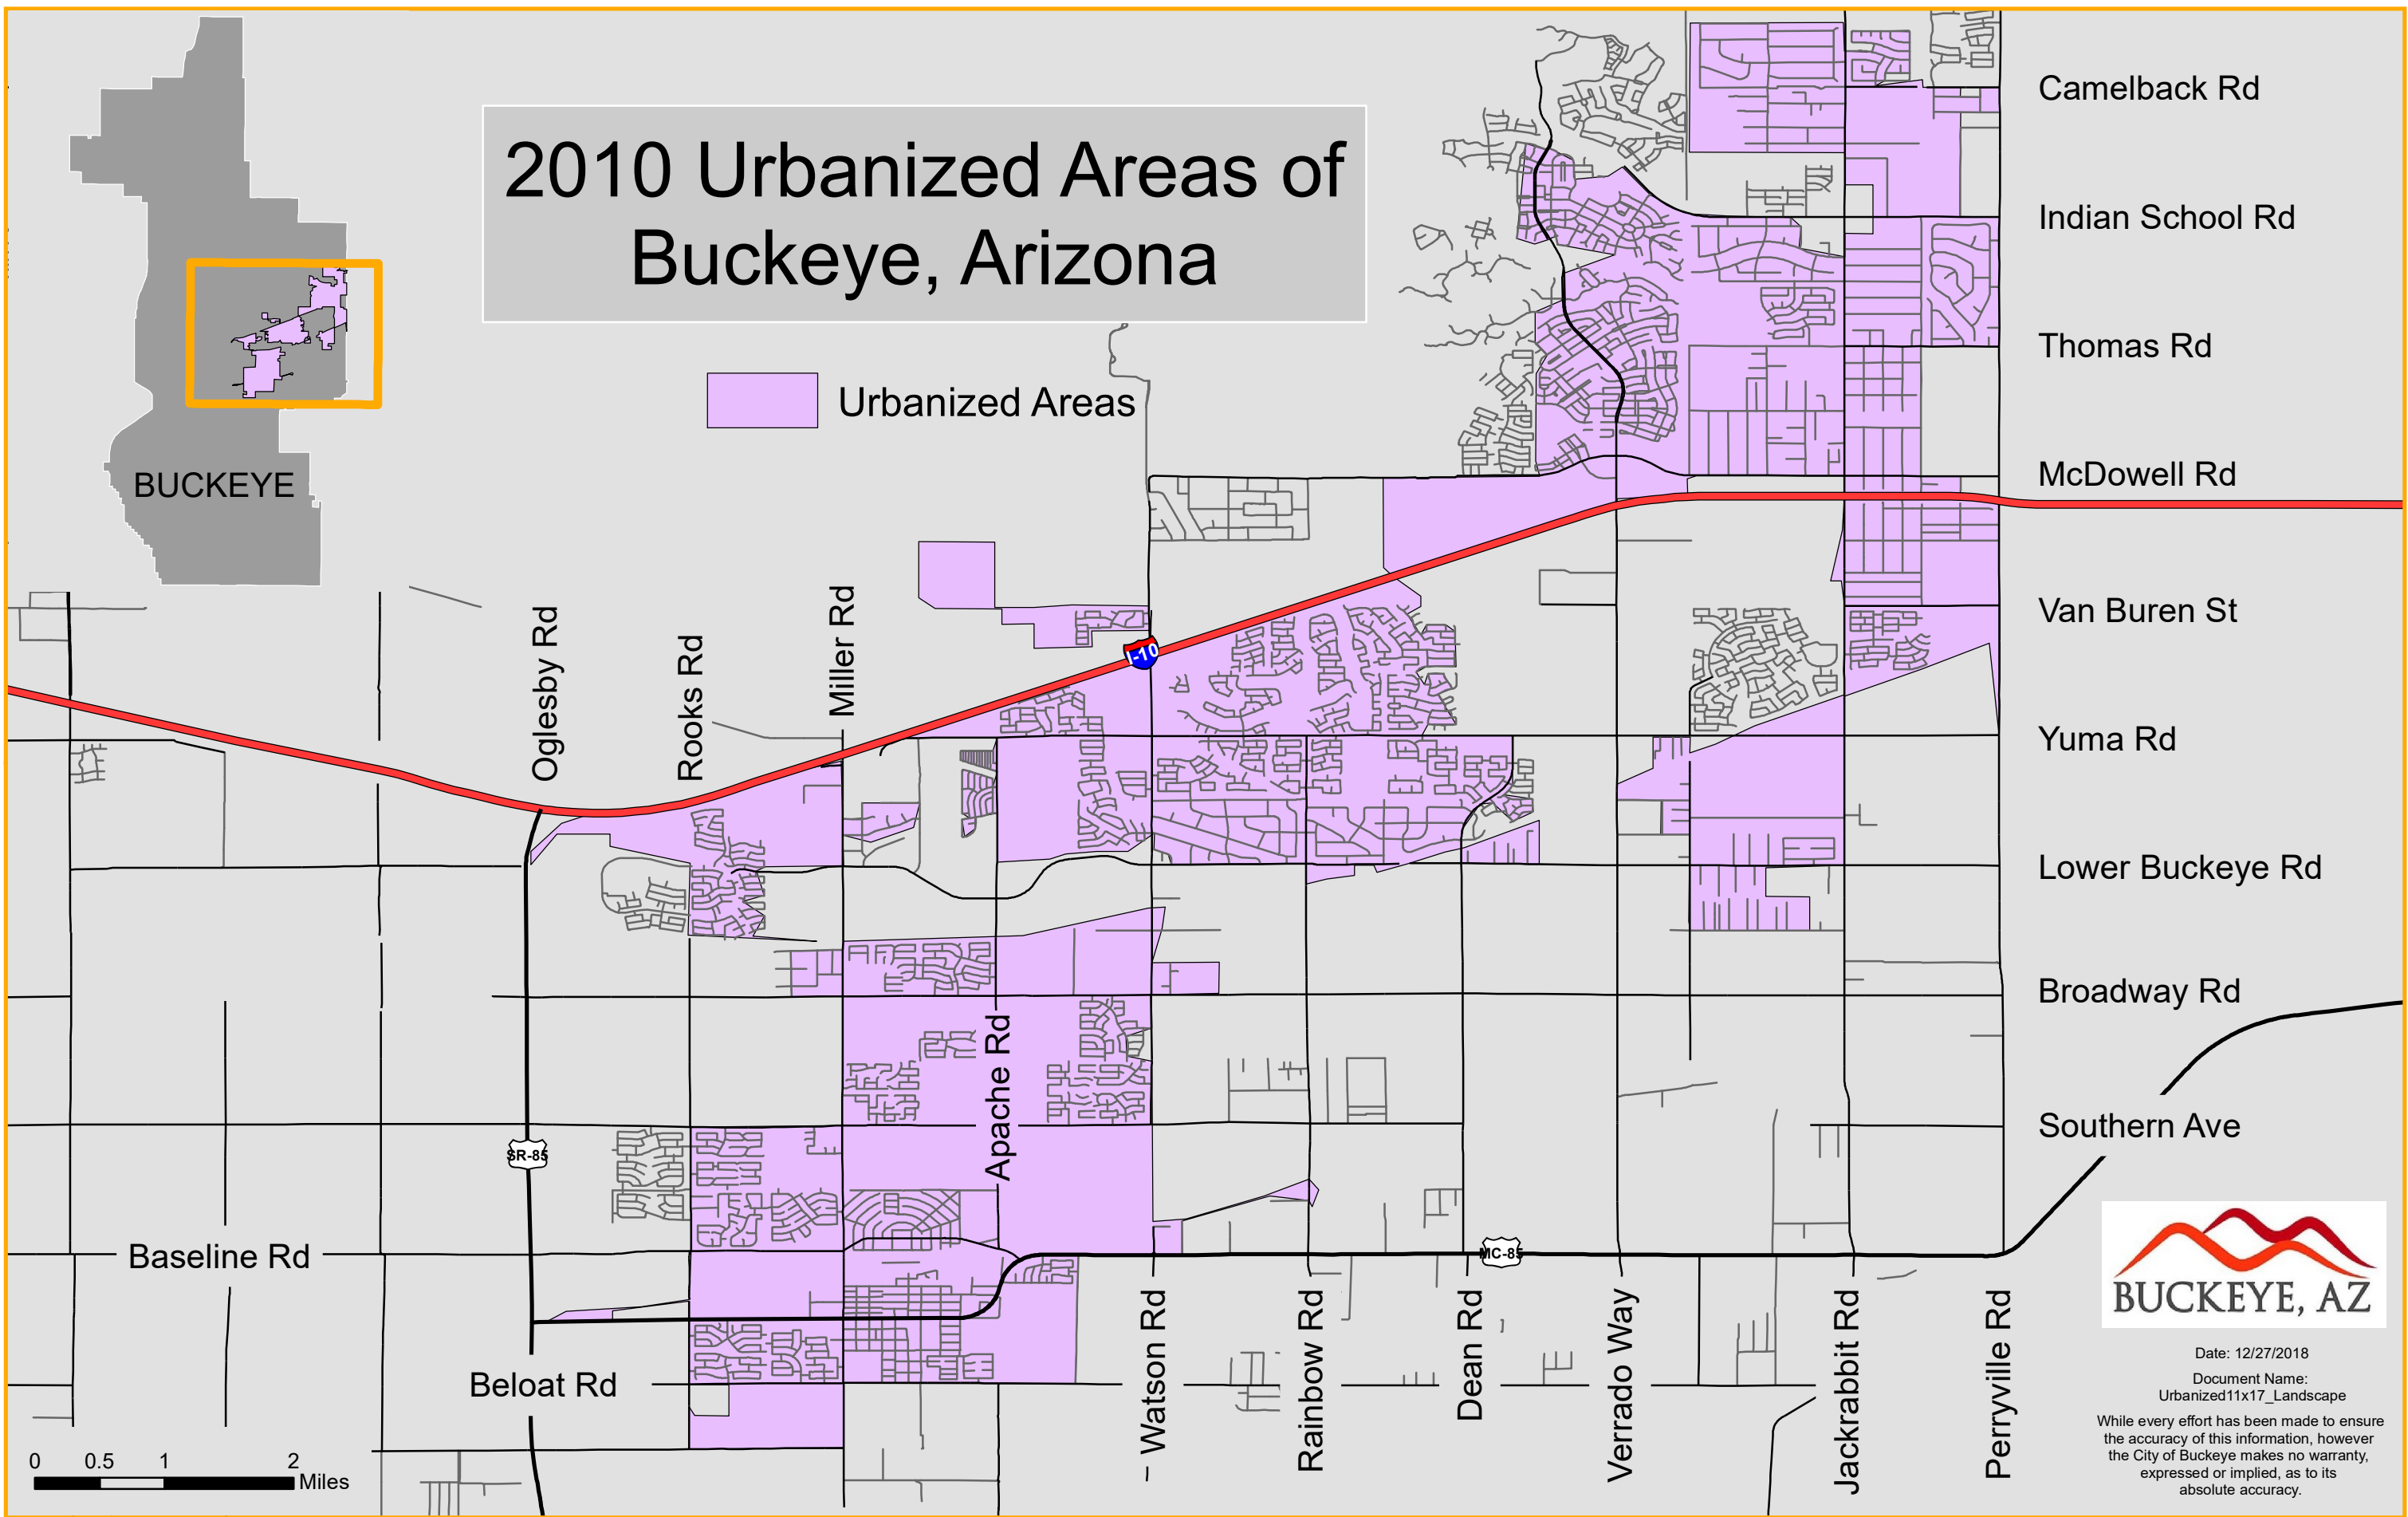 2010 Urbanized Areas of
Buckeye, Arizona
Urbanized Areas
BUCKEYE
Camelback Rd
Indian School Rd
Thomas Rd
McDowell Rd
Van Buren St
Yuma Rd
Lower Buckeye Rd
Broadway Rd
Southern Ave
Oglesby Rd
Rooks Rd
Miller Rd
I-10
Apache Rd
SR-85
MC-85
Baseline Rd
Beloat Rd
Watson Rd
Rainbow Rd
Dean Rd
Verrado Way
Jackrabbit Rd
Perryville Rd
0 0.5 1 2
Miles
BUCKEYE, AZ
Date: 12/27/2018
Document Name:
Urbanized11x17_Landscape
While every effort has been made to ensure
the accuracy of this information, however
the City of Buckeye makes no warranty,
expressed or implied, as to its
absolute accuracy.